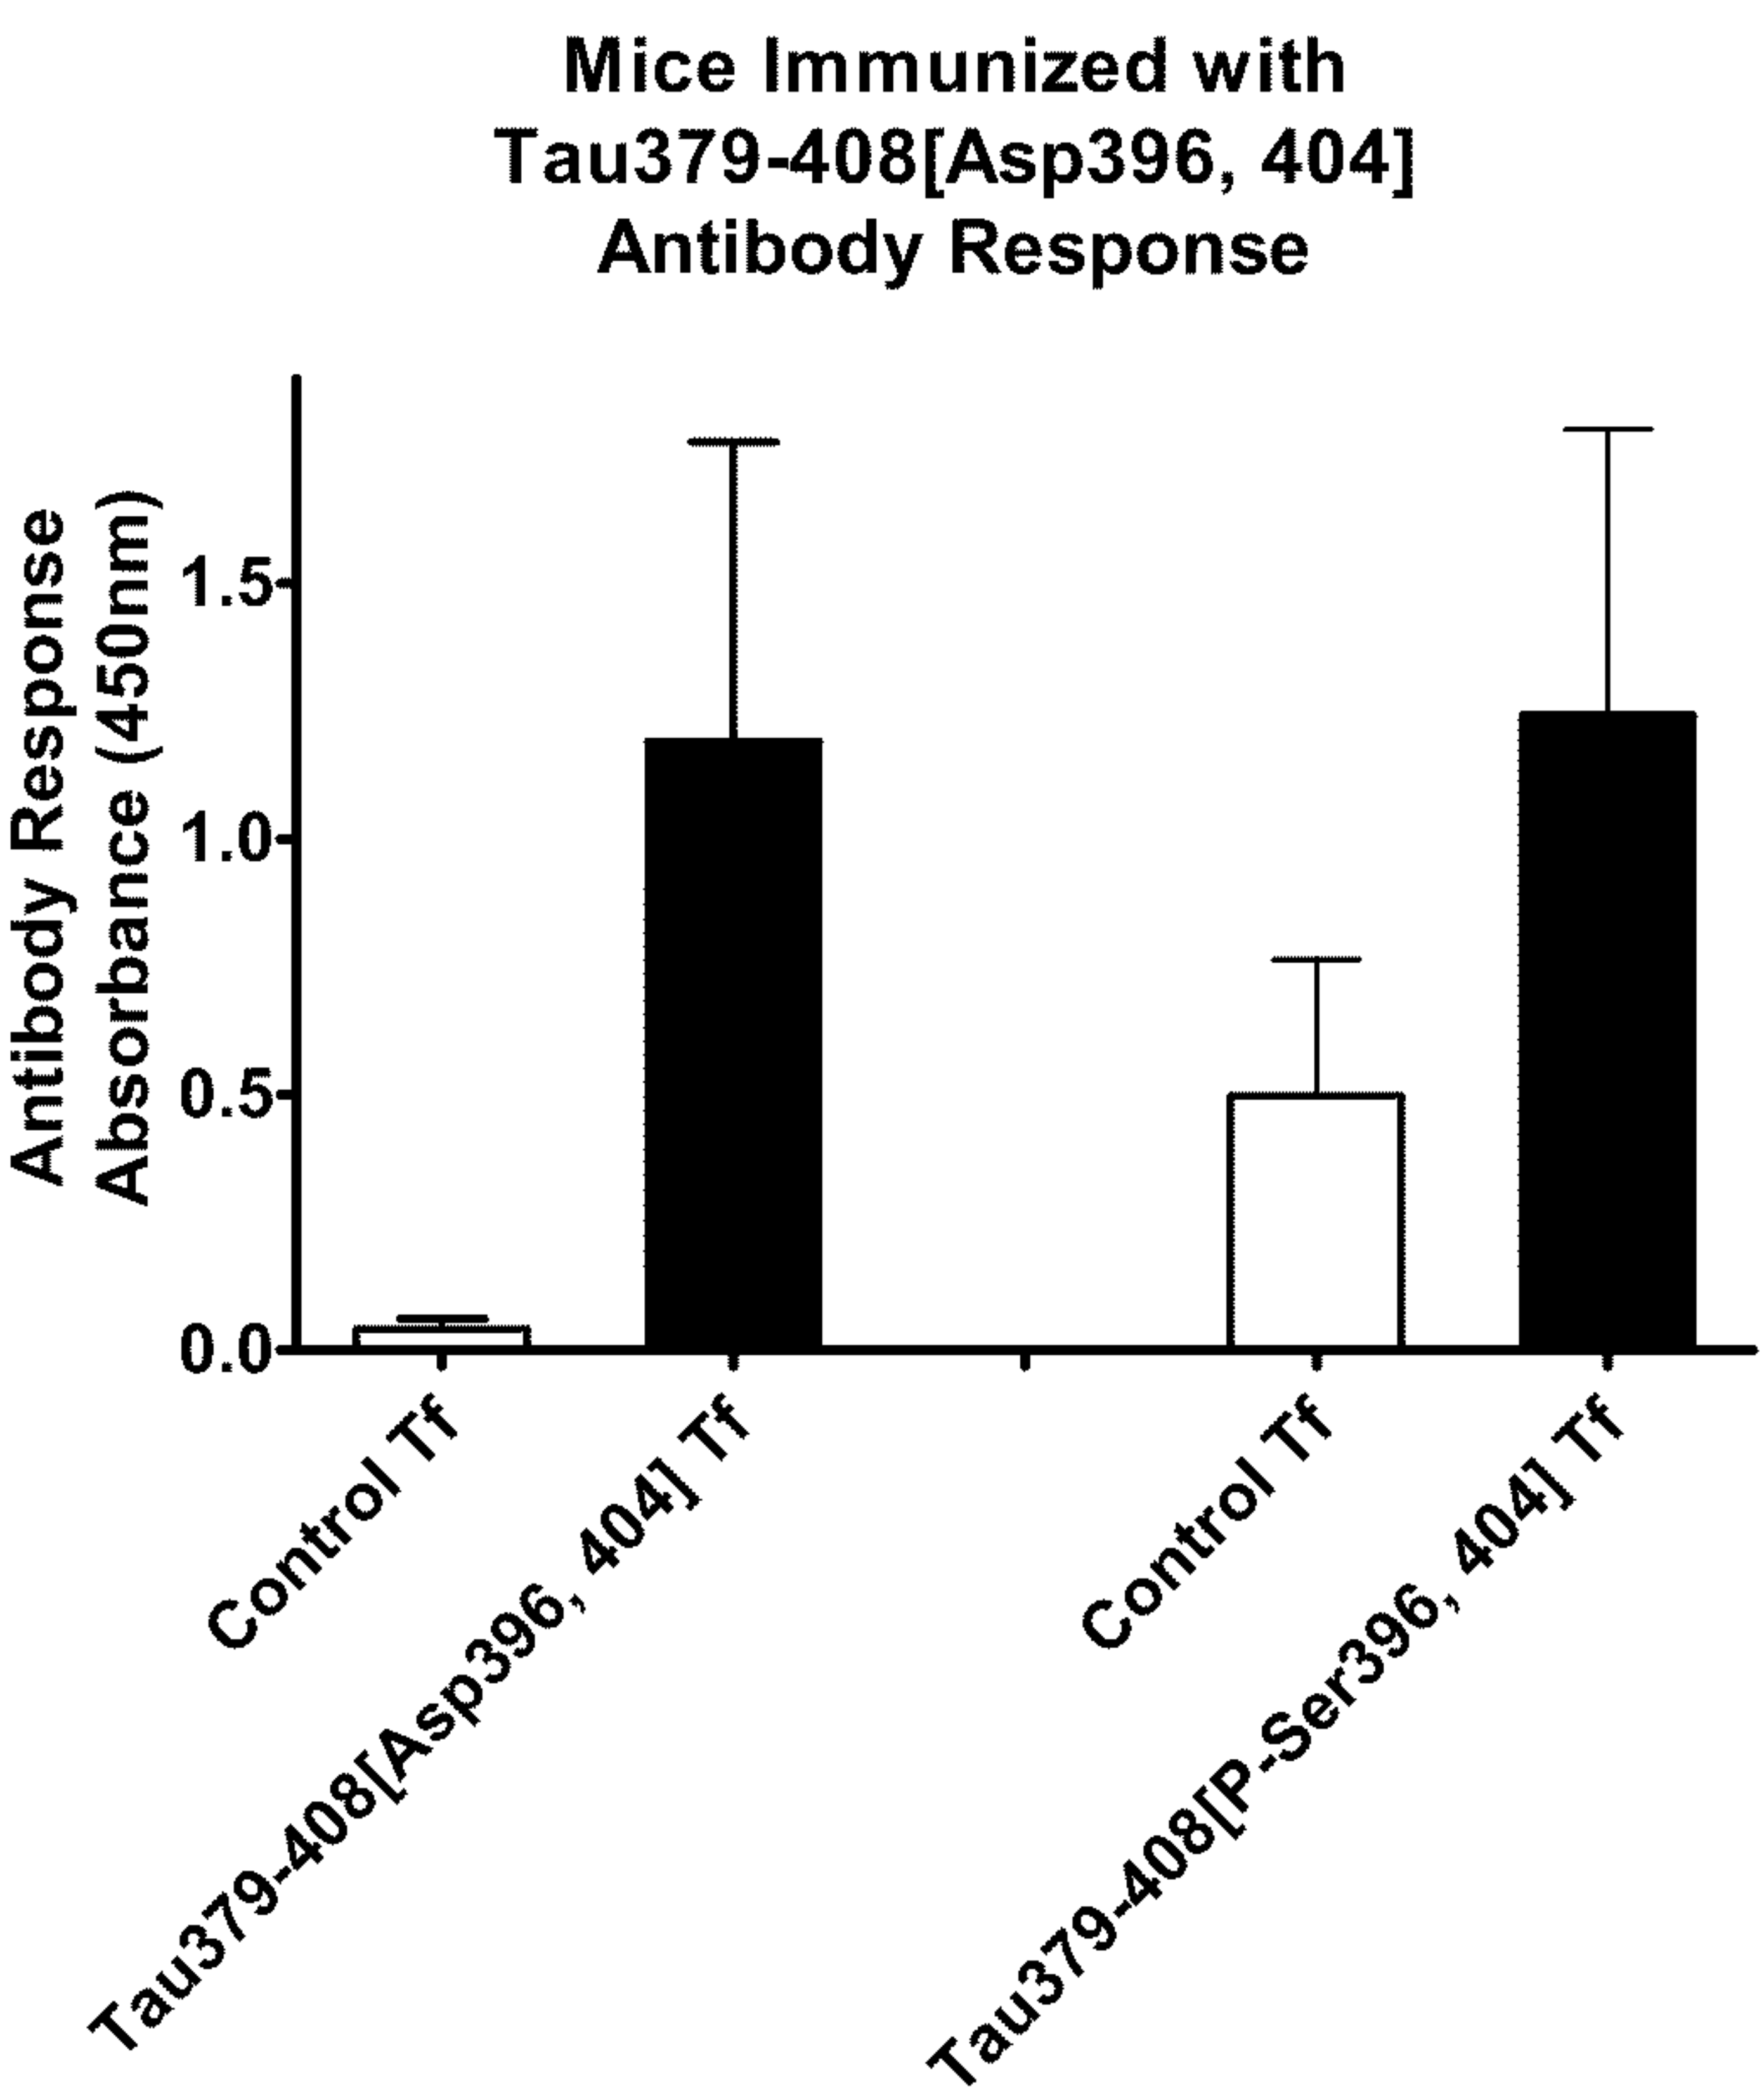 Mice Immunized with
Tau379-408[Asp396, 404]
Antibody Response
Antibody Response
Absorbance (450nm)
1.5
1.0
0.5
0.0
Control Tf
Tau379-408[Asp396, 404] Tf
Control Tf
Tau379-408[P-Ser396, 404] Tf